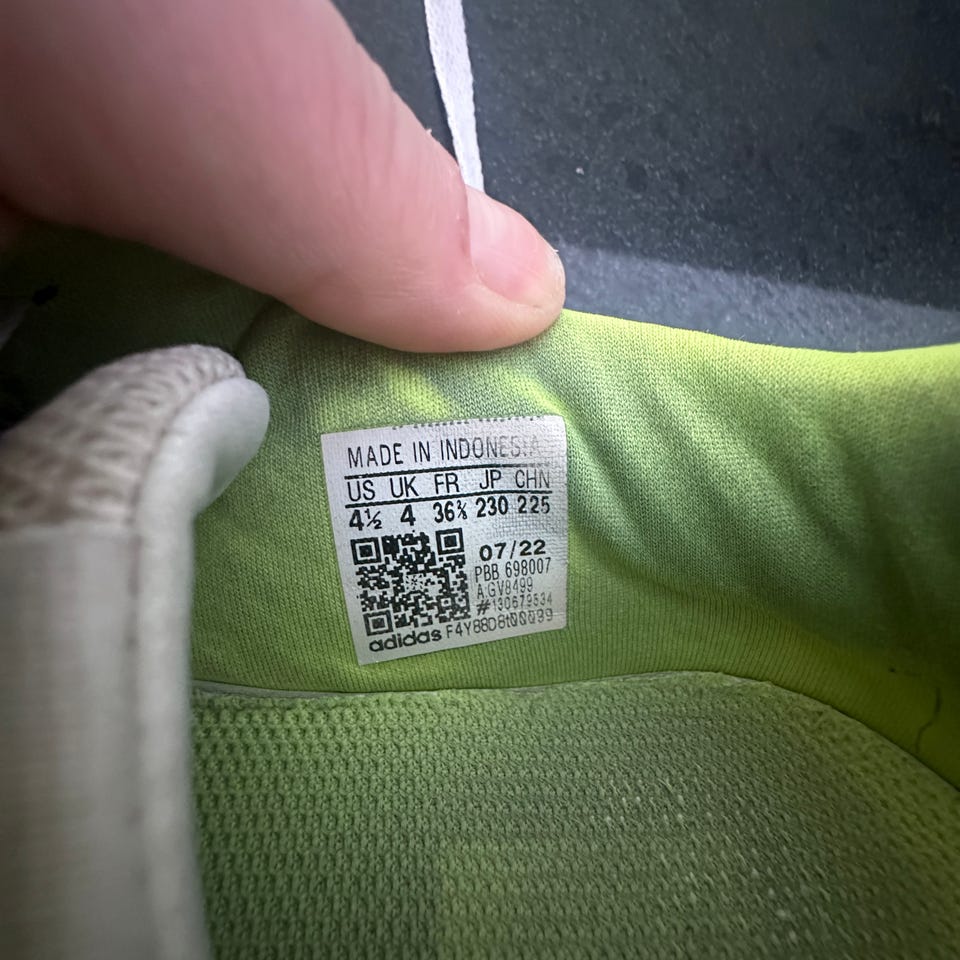 MADE IN INDONESIA
US UK FR JP CHN
4½ 4 36⅔ 230 225
07/22
PBB 698007
A:GV8499
#130679534
adidas